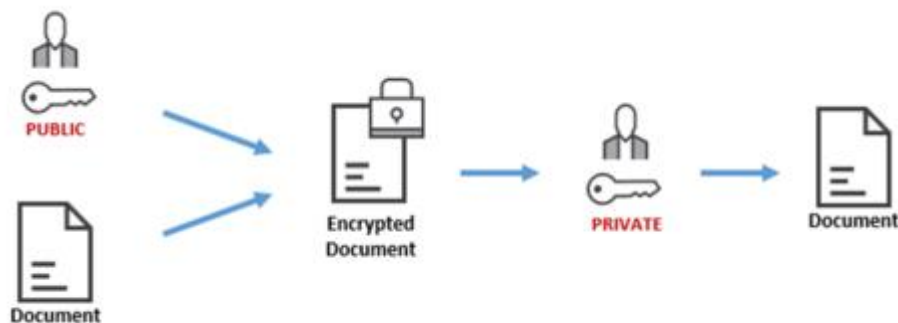 PUBLIC
Document
Encrypted
Document
PRIVATE
Document